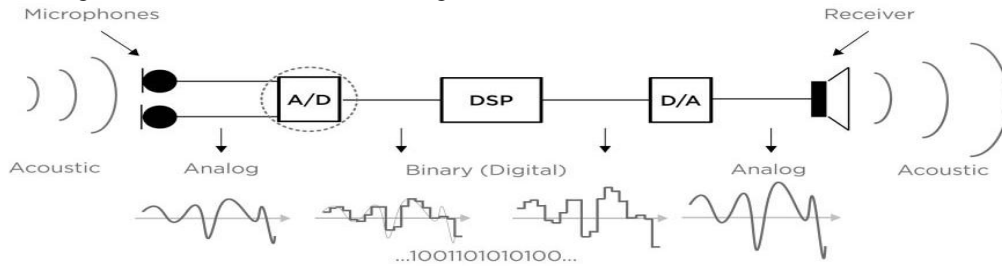 Microphones
Receiver
A/D
DSP
D/A
Acoustic
Analog
Binary (Digital)
Analog
Acoustic
...1001101010100...